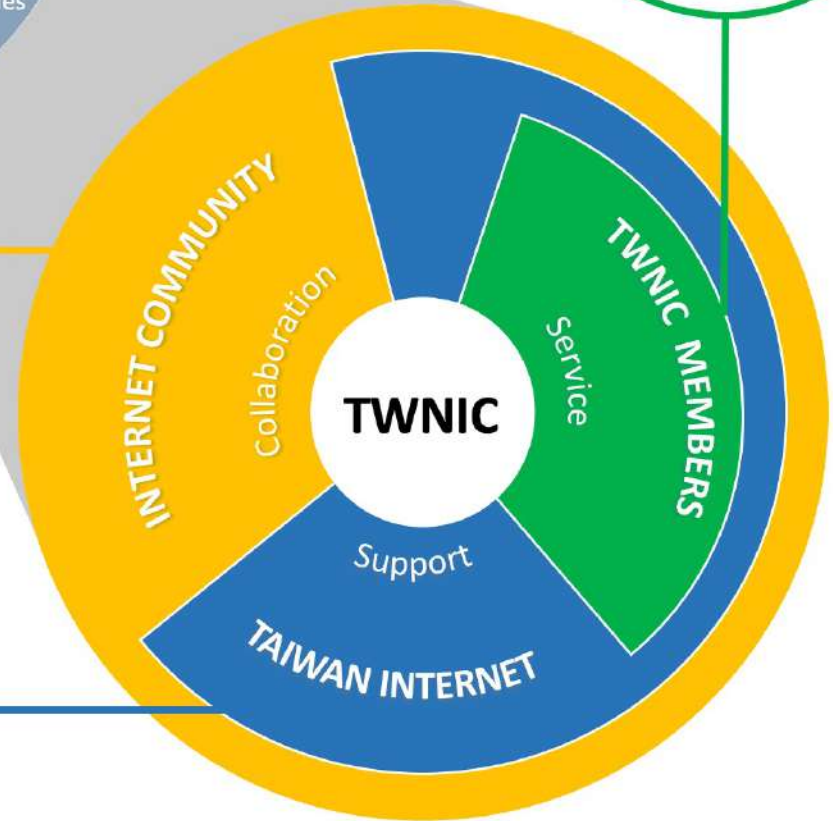 INTERNET COMMUNITY
Collaboration
TWNIC
Service
TWNIC MEMBERS
Support
TAIWAN INTERNET